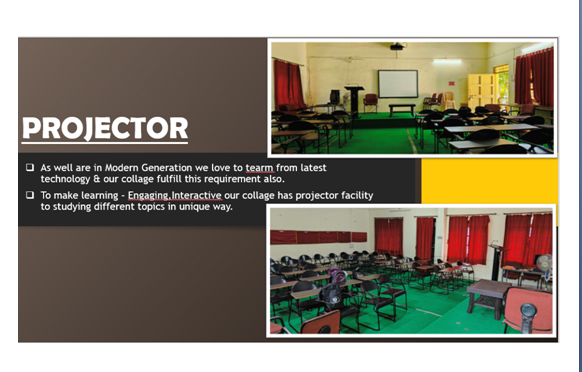 PROJECTOR
As well are in Modern Generation we love to tearm from latest
technology & our collage fulfill this requirement also.
To make learning - Engaging,Interactive our collage has projector facility
to studying different topics in unique way.